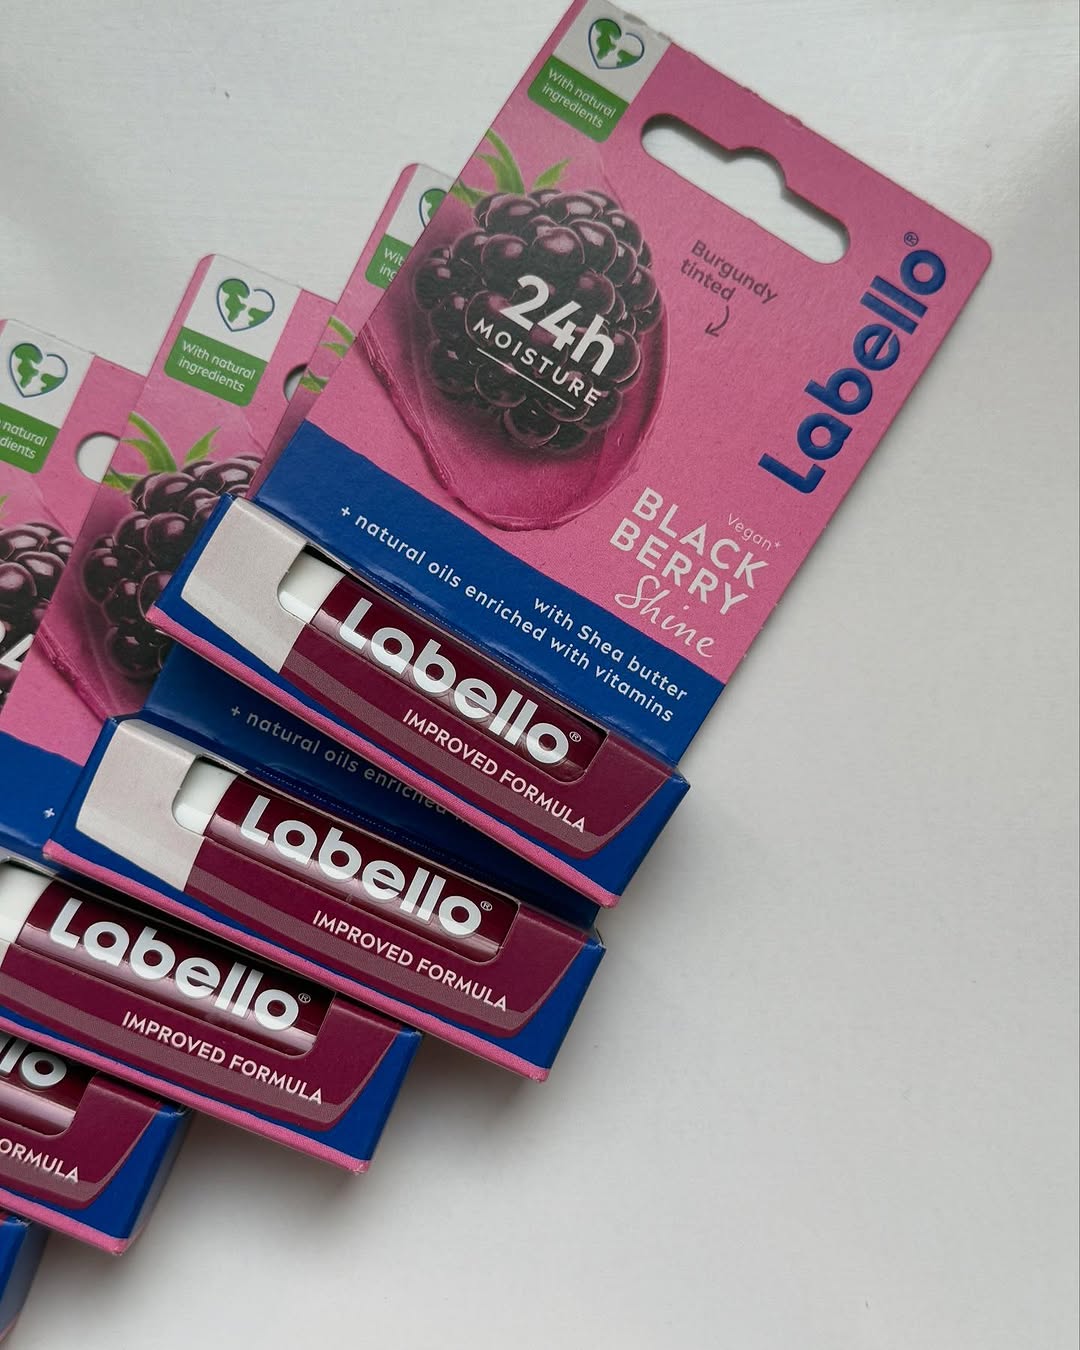 With natural
ingredients
Burgundy
tinted
Labello®
24h
MOISTURE
Vegan*
BLACK
BERRY
Shine
with Shea butter
+ natural oils enriched with vitamins
Labello®
IMPROVED FORMULA
With natural
ingredients
+ natural oils enriched
Labello®
IMPROVED FORMULA
natural
Labello®
IMPROVED FORMULA